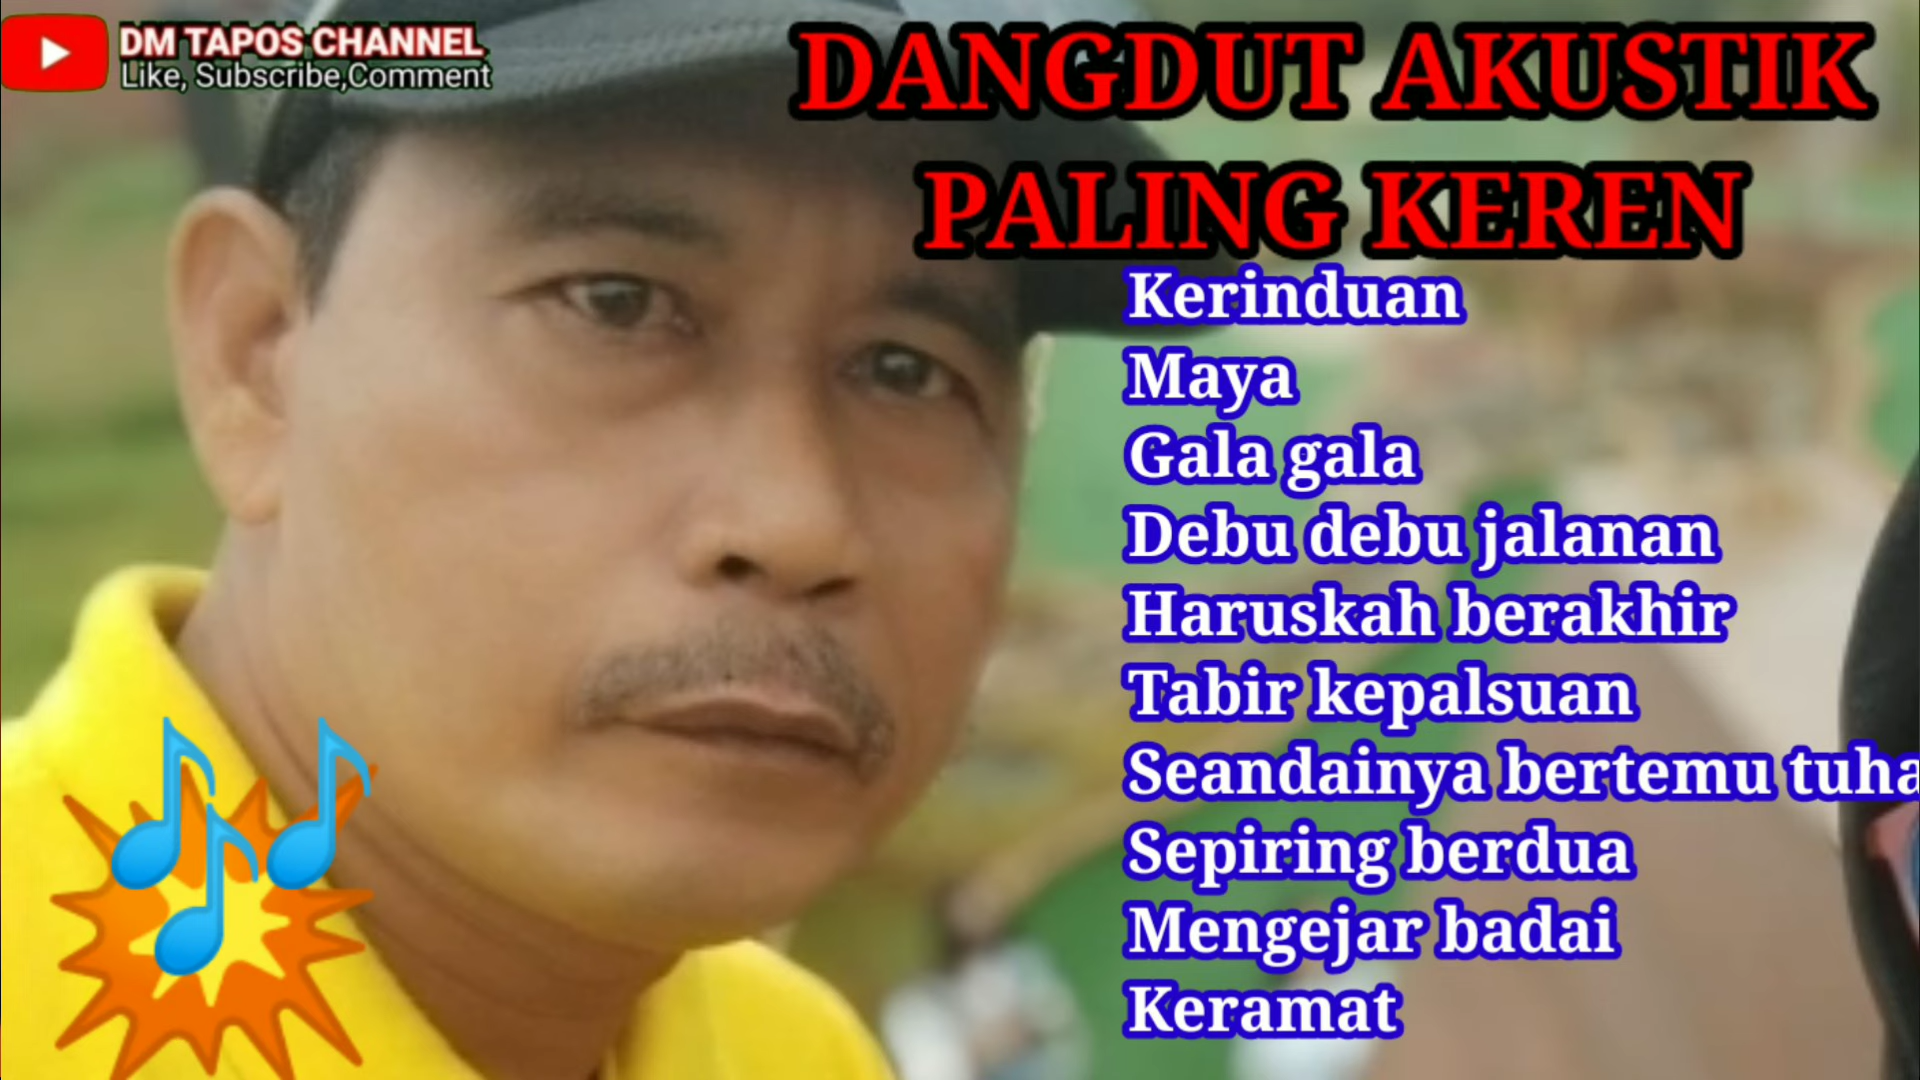 DM TAPOS CHANNEL
Like, Subscribe,Comment
DANGDUT AKUSTIK
PALING KEREN
Kerinduan
Maya
Gala gala
Debu debu jalanan
Haruskah berakhir
Tabir kepalsuan
Seandainya bertemu tuha
Sepiring berdua
Mengejar badai
Keramat